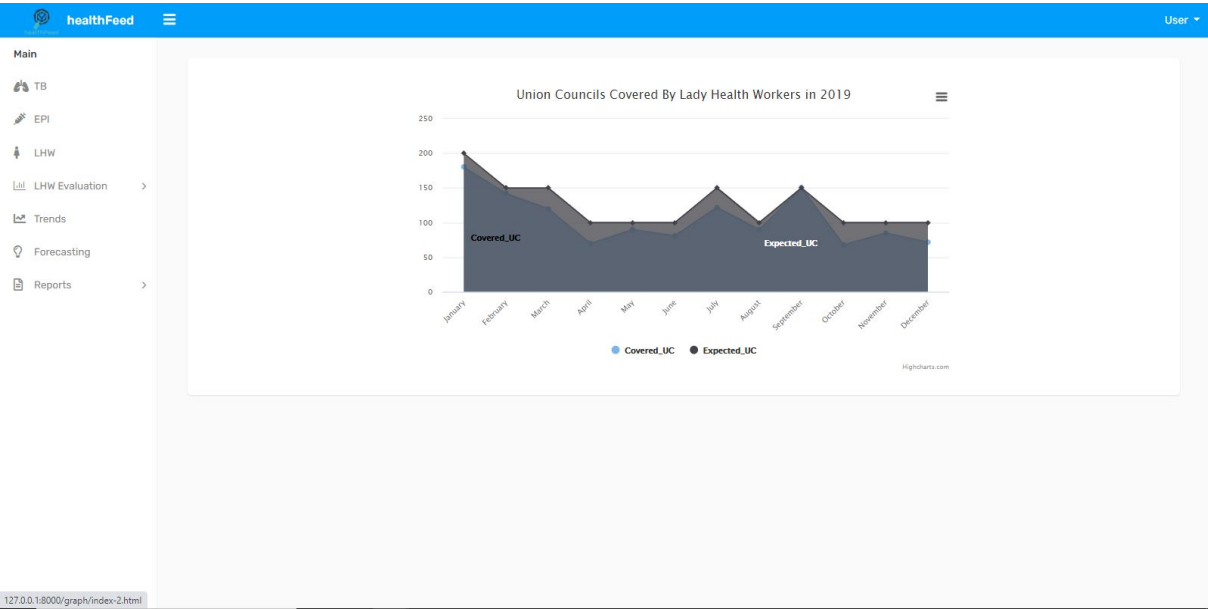 healthFeed
User
Main
TB
EPI
LHW
LHW Evaluation
Trends
Forecasting
Reports
Union Councils Covered By Lady Health Workers in 2019
250
200
150
100
50
0
Covered_UC
Expected_UC
January
February
March
April
May
June
July
August
September
October
November
December
Covered_UC Expected_UC
Highcharts.com
127.0.0.1:8000/graph/index-2.html